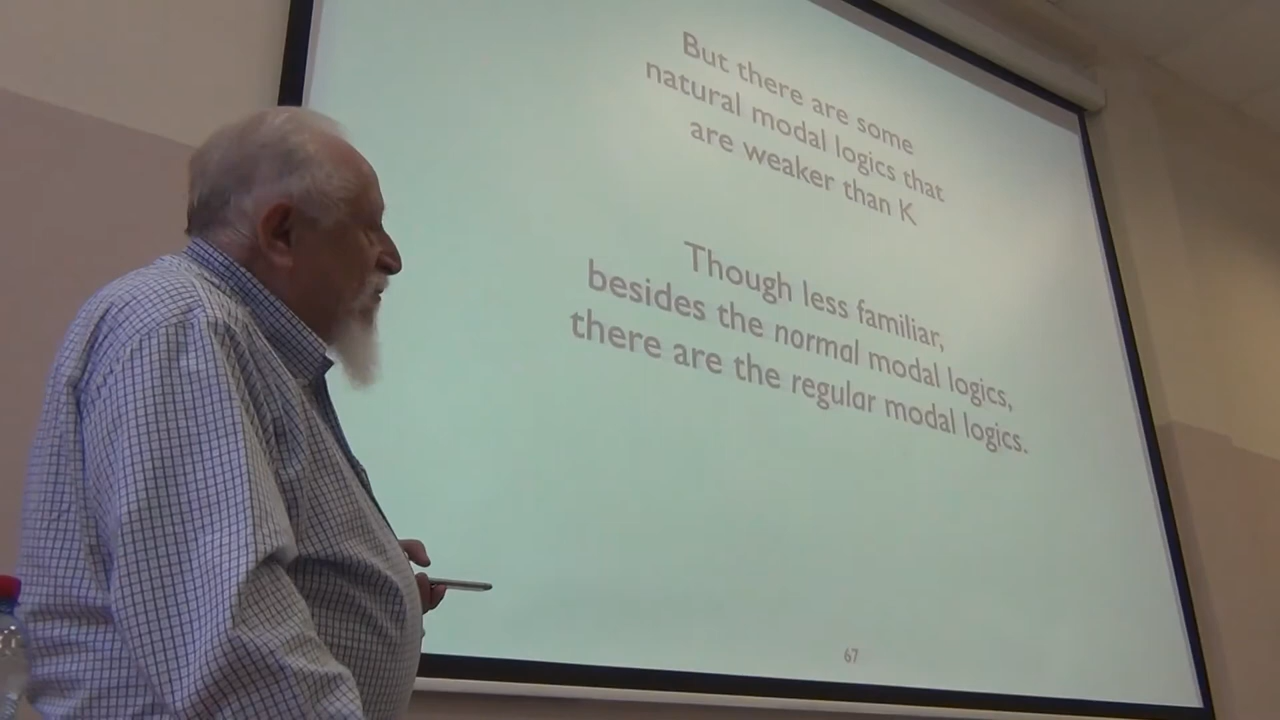 But there are some
natural modal logics that
are weaker than K
Though less familiar,
besides the normal modal logics,
there are the regular modal logics.
67